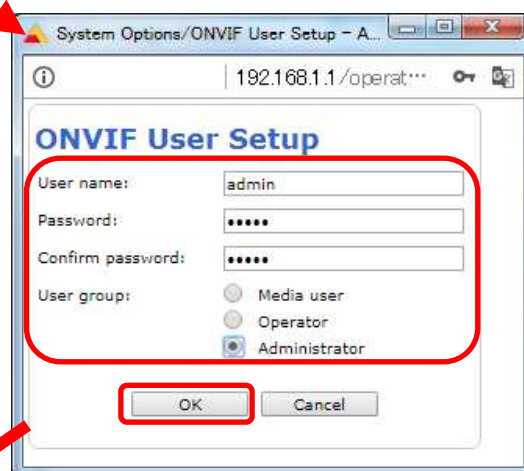 System Options/ONVIF User Setup - A...
192.168.1.1/operat…
ONVIF User Setup
User name: admin
Password: •••••
Confirm password: •••••
User group: Media user
Operator
Administrator
OK Cancel